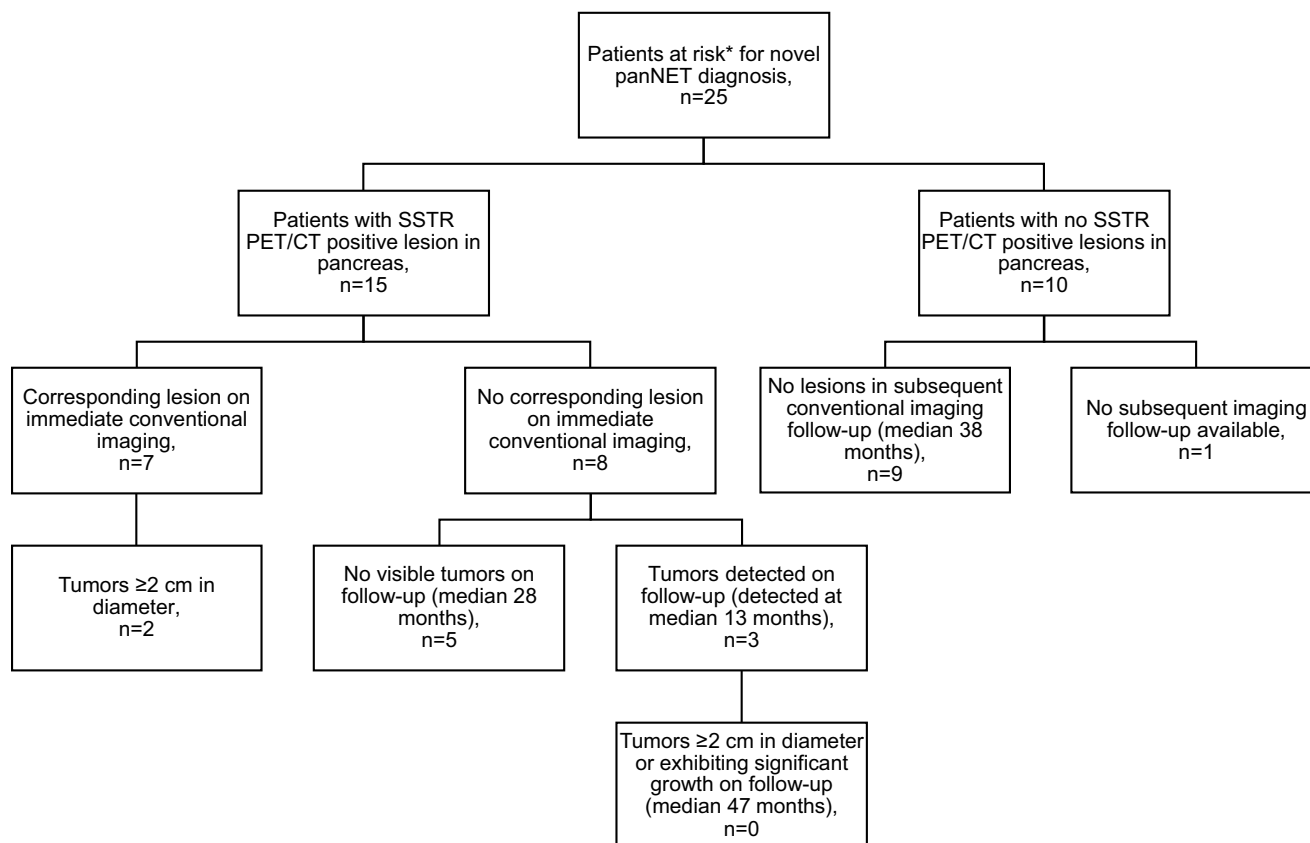 Patients at risk* for novel
panNET diagnosis,
n=25
Patients with SSTR
PET/CT positive lesion in
pancreas,
n=15
Patients with no SSTR
PET/CT positive lesions in
pancreas,
n=10
Corresponding lesion on
immediate conventional
imaging,
n=7
No corresponding lesion
on immediate
conventional imaging,
n=8
No lesions in subsequent
conventional imaging
follow-up (median 38
months),
n=9
No subsequent imaging
follow-up available,
n=1
Tumors ≥2 cm in
diameter,
n=2
No visible tumors on
follow-up (median 28
months),
n=5
Tumors detected on
follow-up (detected at
median 13 months),
n=3
Tumors ≥2 cm in diameter
or exhibiting significant
growth on follow-up
(median 47 months),
n=0